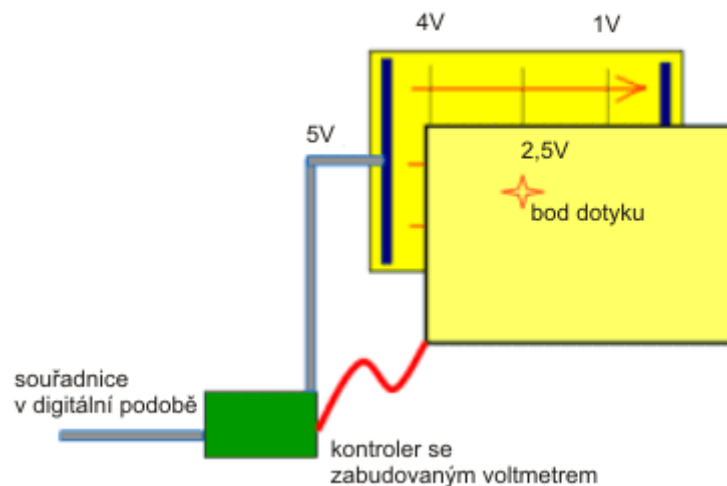 4V
1V
5V
2,5V
bod dotyku
souřadnice
v digitální podobě
kontroler se
zabudovaným voltmetrem